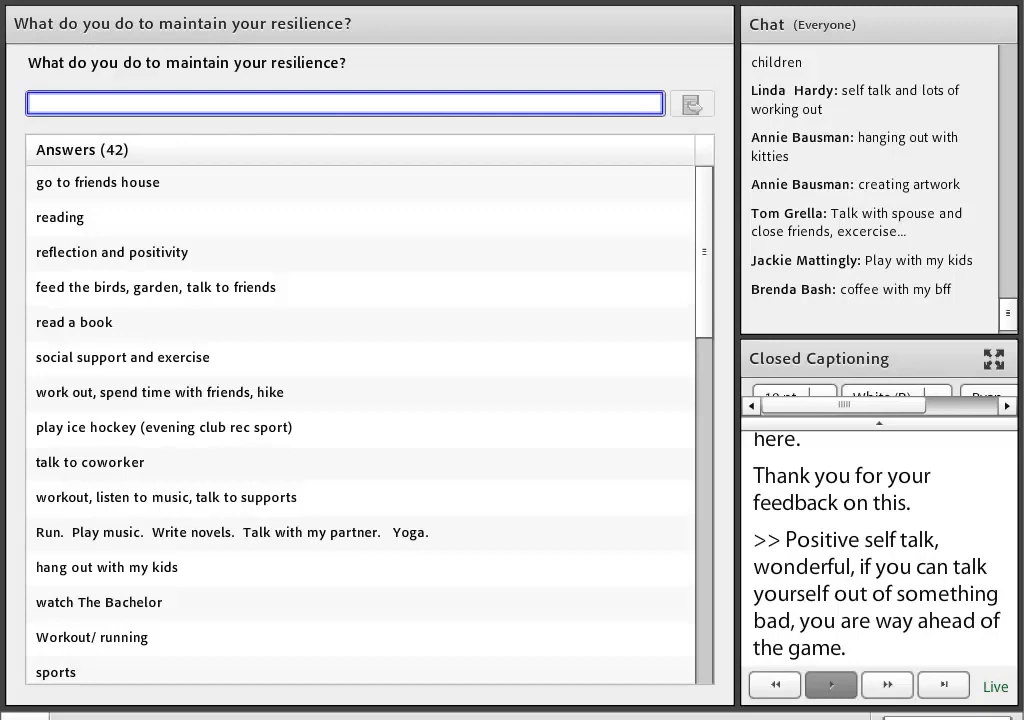 What do you do to maintain your resilience?
What do you do to maintain your resilience?
Answers (42)
go to friends house
reading
reflection and positivity
feed the birds, garden, talk to friends
read a book
social support and exercise
work out, spend time with friends, hike
play ice hockey (evening club rec sport)
talk to coworker
workout, listen to music, talk to supports
Run.  Play music.  Write novels.  Talk with my partner.   Yoga.
hang out with my kids
watch The Bachelor
Workout/ running
sports
Chat (Everyone)
children
Linda  Hardy: self talk and lots of
working out
Annie Bausman: hanging out with
kitties
Annie Bausman: creating artwork
Tom Grella: Talk with spouse and
close friends, excercise...
Jackie Mattingly: Play with my kids
Brenda Bash: coffee with my bff
Closed Captioning
here.
Thank you for your
feedback on this.
>> Positive self talk,
wonderful, if you can talk
yourself out of something
bad, you are way ahead of
the game.
Live